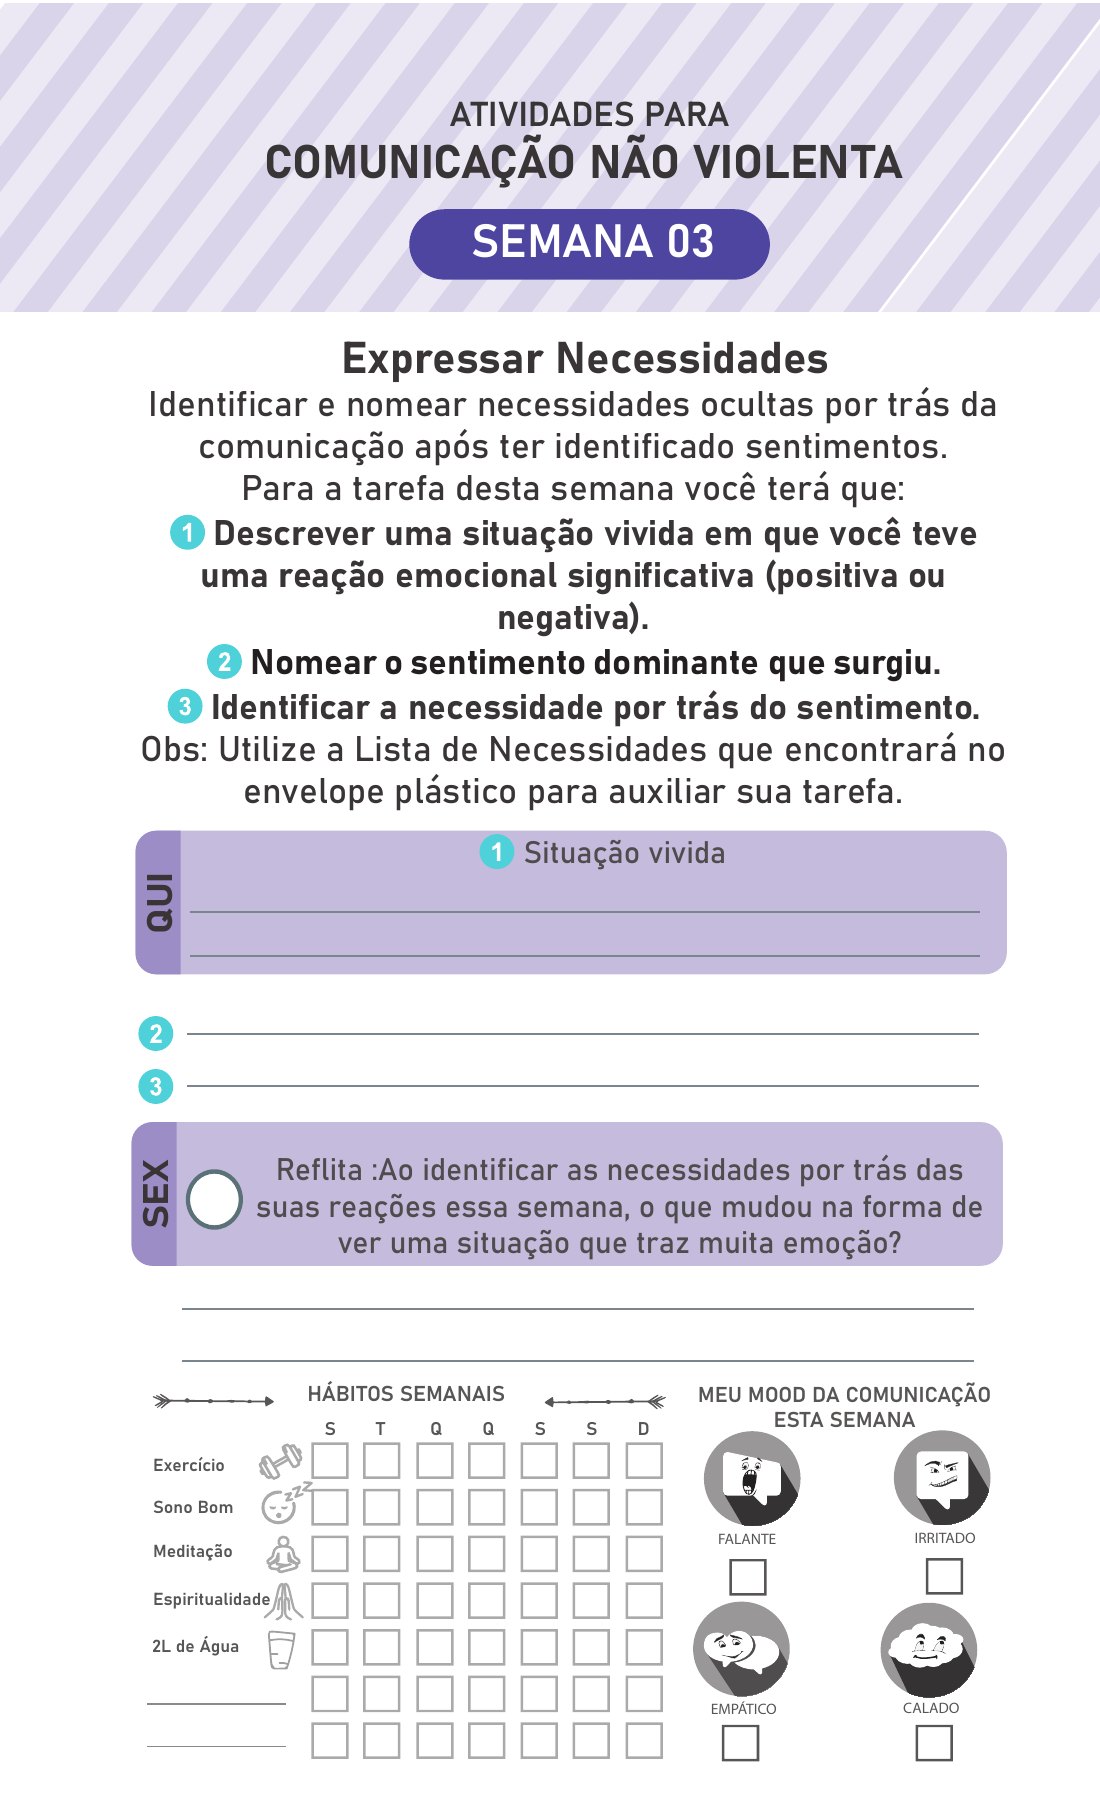 ATIVIDADES PARA
COMUNICAÇÃO NÃO VIOLENTA
SEMANA 03
Expressar Necessidades
Identificar e nomear necessidades ocultas por trás da
comunicação após ter identificado sentimentos.
Para a tarefa desta semana você terá que:
1 Descrever uma situação vivida em que você teve
uma reação emocional significativa (positiva ou
negativa).
2 Nomear o sentimento dominante que surgiu.
3 Identificar a necessidade por trás do sentimento.
Obs: Utilize a Lista de Necessidades que encontrará no
envelope plástico para auxiliar sua tarefa.
QUI
1 Situação vivida
2
3
SEX
Reflita :Ao identificar as necessidades por trás das
suas reações essa semana, o que mudou na forma de
ver uma situação que traz muita emoção?
HÁBITOS SEMANAIS
S T Q Q S S D
Exercício
Sono Bom
zzzz
Meditação
Espiritualidade
2L de Água
MEU MOOD DA COMUNICAÇÃO
ESTA SEMANA
FALANTE
IRRITADO
EMPÁTICO
CALADO